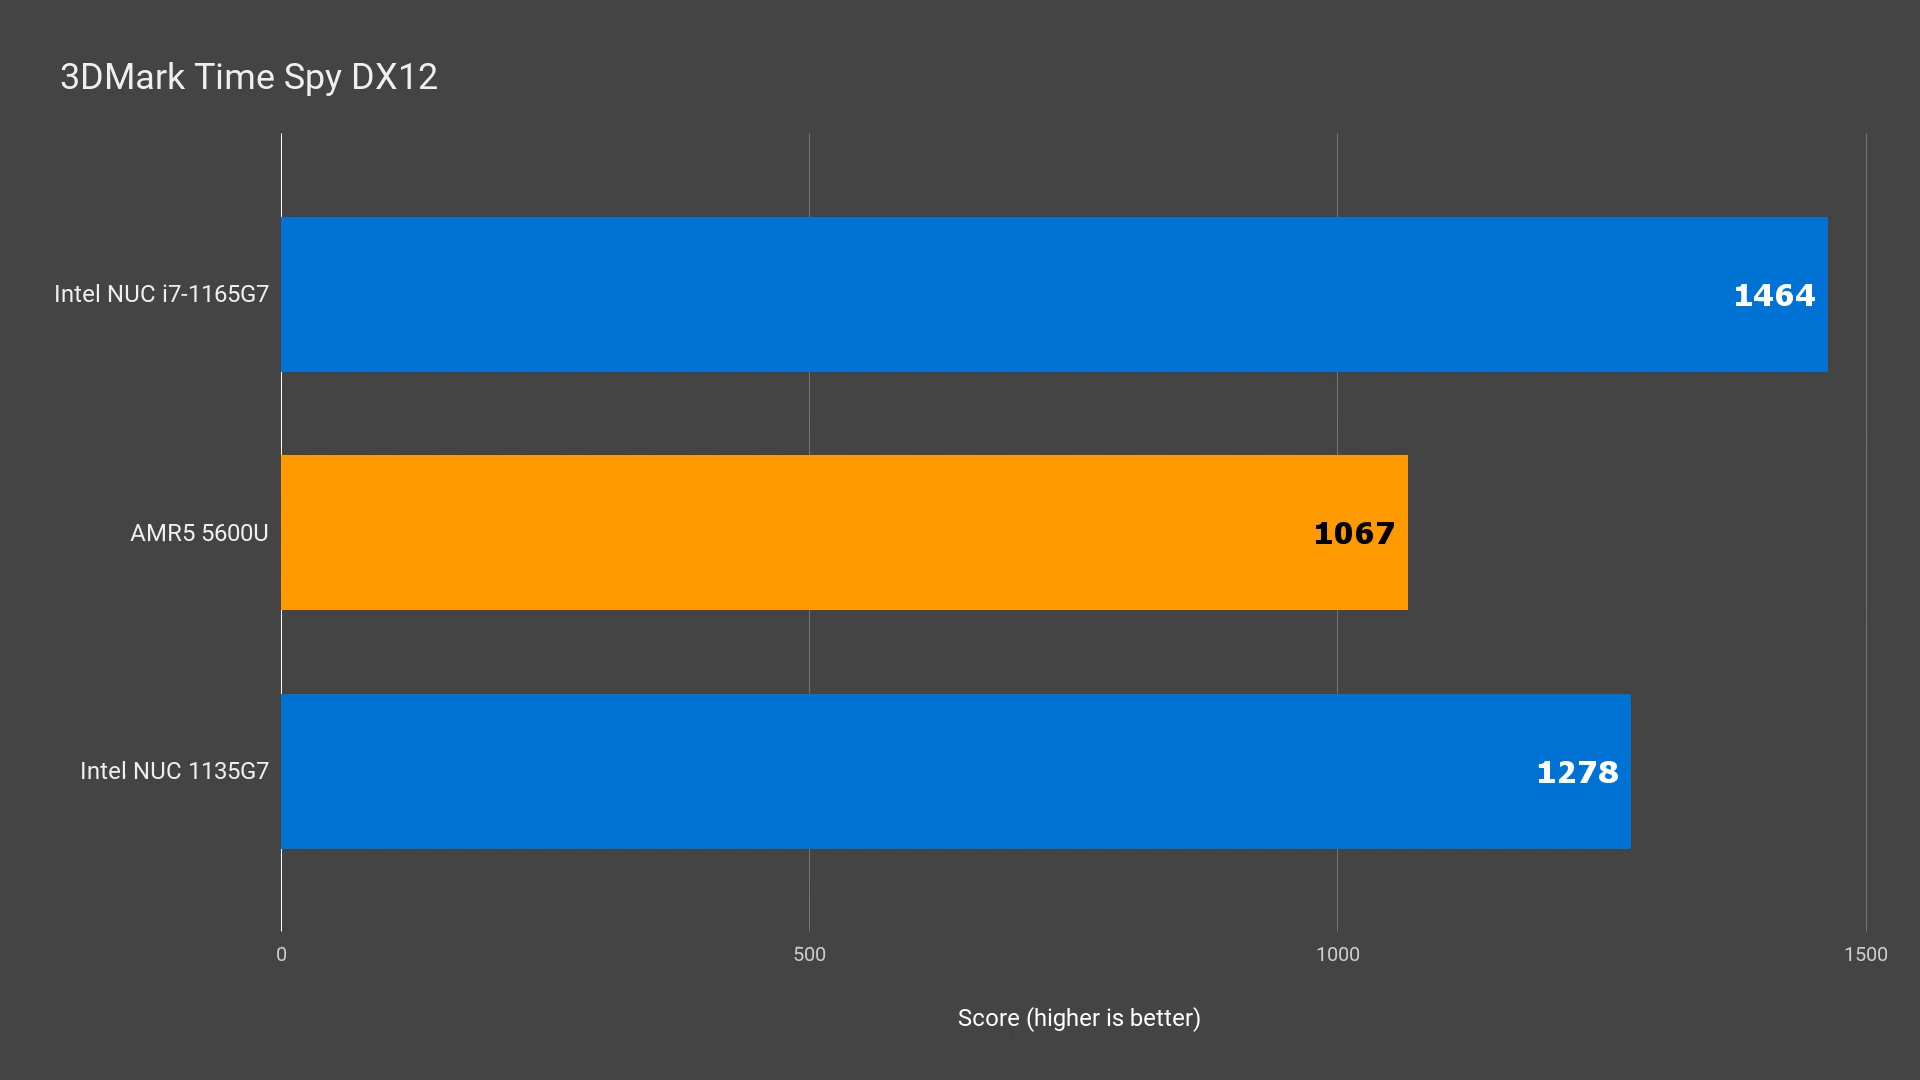 3DMark Time Spy DX12
Intel NUC i7-1165G7
1464
AMR5 5600U
1067
Intel NUC 1135G7
1278
0 500 1000 1500
Score (higher is better)